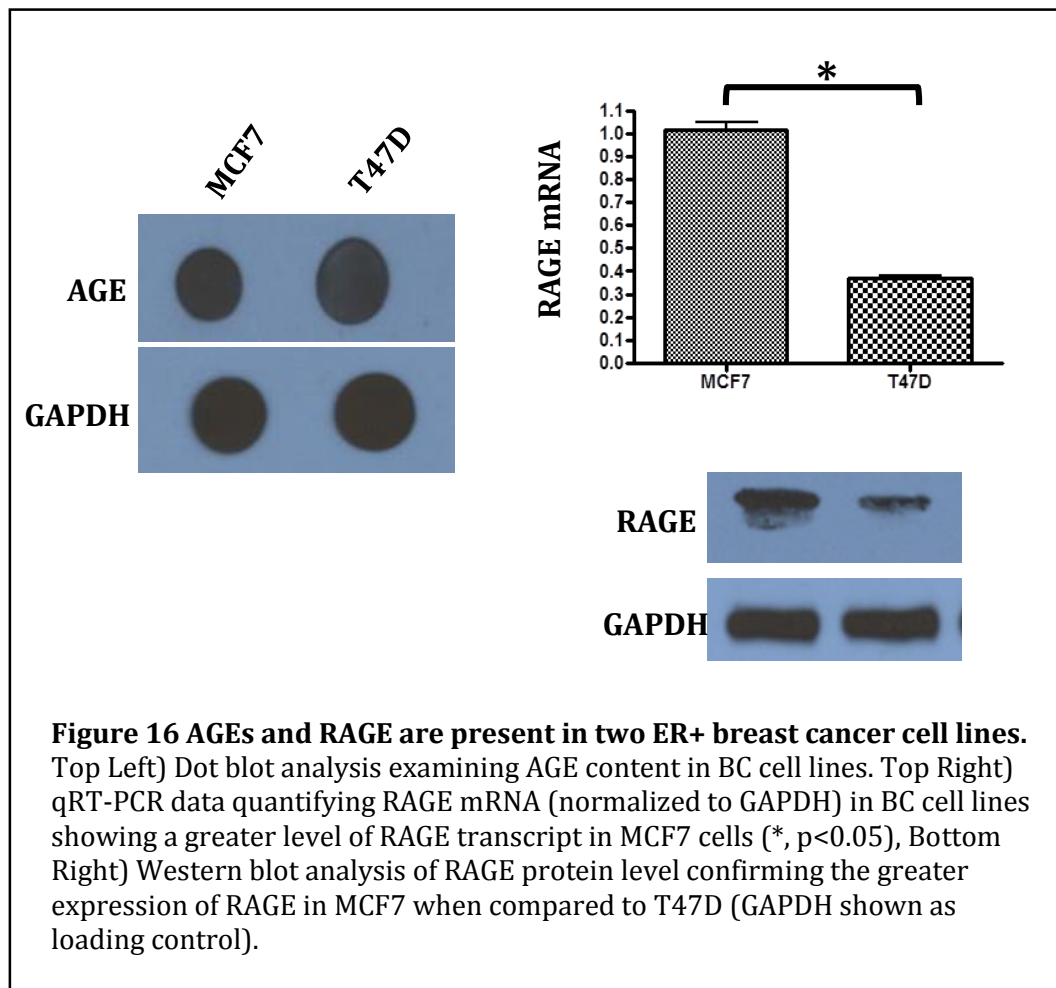 MCF7
T47D
AGE
GAPDH
*
RAGE mRNA
1.1
1.0
0.9
0.8
0.7
0.6
0.5
0.4
0.3
0.2
0.1
0.0
MCF7
T47D
RAGE
GAPDH
Figure 16 AGEs and RAGE are present in two ER+ breast cancer cell lines.
Top Left) Dot blot analysis examining AGE content in BC cell lines. Top Right)
qRT-PCR data quantifying RAGE mRNA (normalized to GAPDH) in BC cell lines
showing a greater level of RAGE transcript in MCF7 cells (*, p<0.05), Bottom
Right) Western blot analysis of RAGE protein level confirming the greater
expression of RAGE in MCF7 when compared to T47D (GAPDH shown as
loading control).